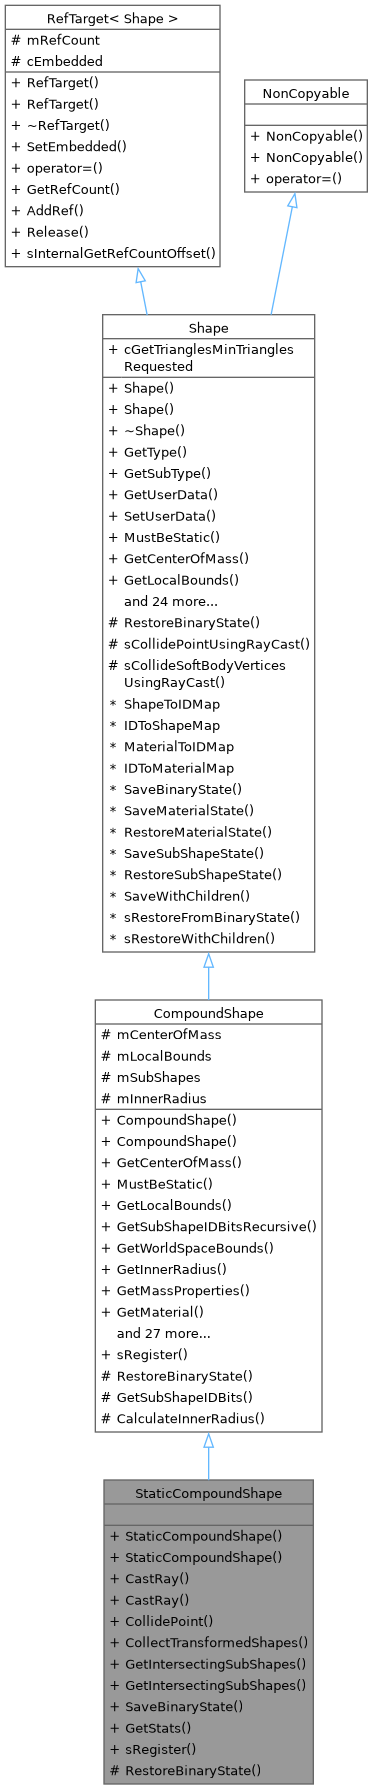 RefTarget< Shape >
# mRefCount
# cEmbedded
+ RefTarget()
+ RefTarget()
+ ~RefTarget()
+ SetEmbedded()
+ operator=()
+ GetRefCount()
+ AddRef()
+ Release()
+ sInternalGetRefCountOffset()
NonCopyable
+ NonCopyable()
+ NonCopyable()
+ operator=()
Shape
+ cGetTrianglesMinTriangles
Requested
+ Shape()
+ Shape()
+ ~Shape()
+ GetType()
+ GetSubType()
+ GetUserData()
+ SetUserData()
+ MustBeStatic()
+ GetCenterOfMass()
+ GetLocalBounds()
and 24 more...
# RestoreBinaryState()
# sCollidePointUsingRayCast()
# sCollideSoftBodyVertices
UsingRayCast()
* ShapeToIDMap
* IDToShapeMap
* MaterialToIDMap
* IDToMaterialMap
* SaveBinaryState()
* SaveMaterialState()
* RestoreMaterialState()
* SaveSubShapeState()
* RestoreSubShapeState()
* SaveWithChildren()
* sRestoreFromBinaryState()
* sRestoreWithChildren()
CompoundShape
# mCenterOfMass
# mLocalBounds
# mSubShapes
# mInnerRadius
+ CompoundShape()
+ CompoundShape()
+ GetCenterOfMass()
+ MustBeStatic()
+ GetLocalBounds()
+ GetSubShapeIDBitsRecursive()
+ GetWorldSpaceBounds()
+ GetInnerRadius()
+ GetMassProperties()
+ GetMaterial()
and 27 more...
+ sRegister()
# RestoreBinaryState()
# GetSubShapeIDBits()
# CalculateInnerRadius()
StaticCompoundShape
+ StaticCompoundShape()
+ StaticCompoundShape()
+ CastRay()
+ CastRay()
+ CollidePoint()
+ CollectTransformedShapes()
+ GetIntersectingSubShapes()
+ GetIntersectingSubShapes()
+ SaveBinaryState()
+ GetStats()
+ sRegister()
# RestoreBinaryState()